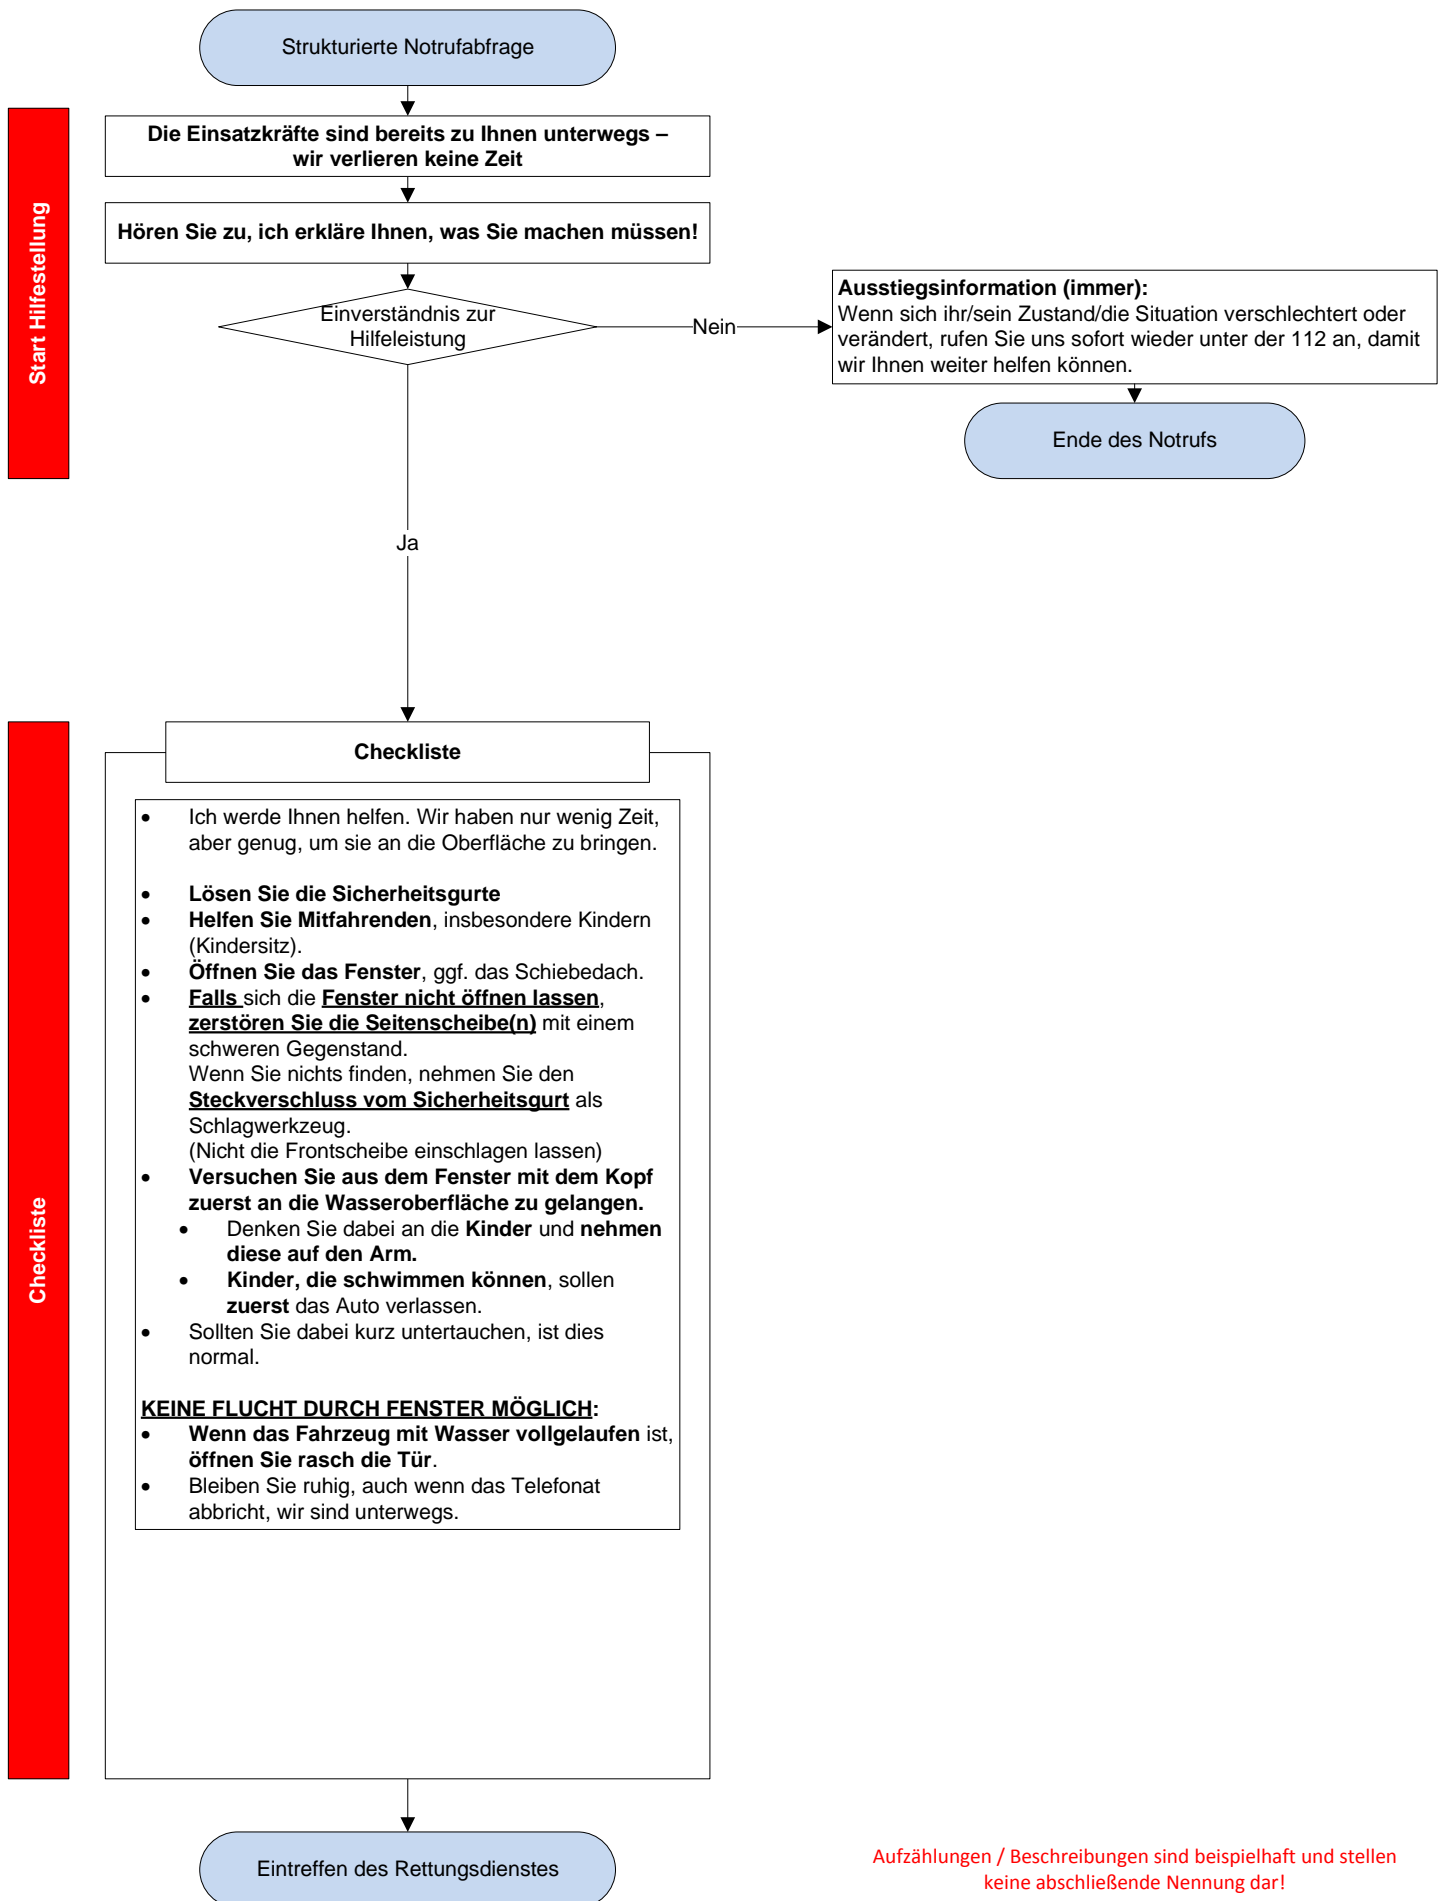 Strukturierte Notrufabfrage
Start Hilfestellung
Die Einsatzkräfte sind bereits zu Ihnen unterwegs –
wir verlieren keine Zeit
Hören Sie zu, ich erkläre Ihnen, was Sie machen müssen!
Einverständnis zur
Hilfeleistung
Nein
Ausstiegsinformation (immer):
Wenn sich ihr/sein Zustand/die Situation verschlechtert oder
verändert, rufen Sie uns sofort wieder unter der 112 an, damit
wir Ihnen weiter helfen können.
Ende des Notrufs
Ja
Checkliste
Checkliste
• Ich werde Ihnen helfen. Wir haben nur wenig Zeit,
aber genug, um sie an die Oberfläche zu bringen.
• Lösen Sie die Sicherheitsgurte
• Helfen Sie Mitfahrenden, insbesondere Kindern
(Kindersitz).
• Öffnen Sie das Fenster, ggf. das Schiebedach.
• Falls sich die Fenster nicht öffnen lassen,
zerstören Sie die Seitenscheibe(n) mit einem
schweren Gegenstand.
Wenn Sie nichts finden, nehmen Sie den
Steckverschluss vom Sicherheitsgurt als
Schlagwerkzeug.
(Nicht die Frontscheibe einschlagen lassen)
• Versuchen Sie aus dem Fenster mit dem Kopf
zuerst an die Wasseroberfläche zu gelangen.
• Denken Sie dabei an die Kinder und nehmen
diese auf den Arm.
• Kinder, die schwimmen können, sollen
zuerst das Auto verlassen.
• Sollten Sie dabei kurz untertauchen, ist dies
normal.
KEINE FLUCHT DURCH FENSTER MÖGLICH:
• Wenn das Fahrzeug mit Wasser vollgelaufen ist,
öffnen Sie rasch die Tür.
• Bleiben Sie ruhig, auch wenn das Telefonat
abbricht, wir sind unterwegs.
Eintreffen des Rettungsdienstes
Aufzählungen / Beschreibungen sind beispielhaft und stellen
keine abschließende Nennung dar!